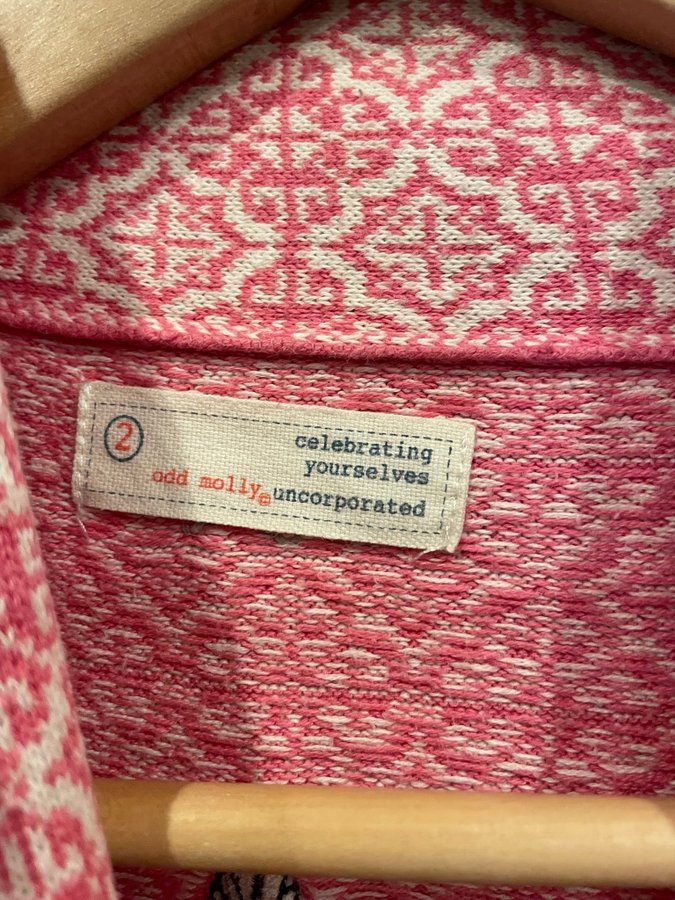 2
celebrating
yourselves
odd molly® uncorporated